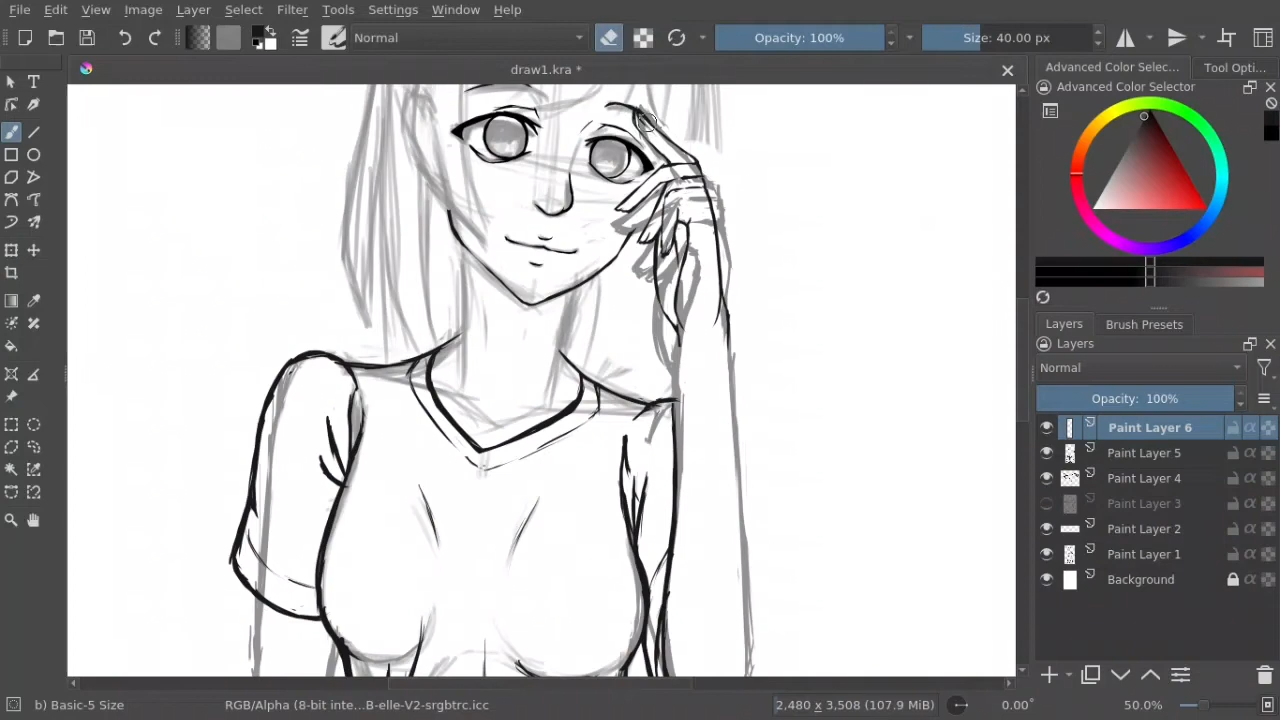 File Edit View Image Layer Select Filter Tools Settings Window Help
Normal
Opacity: 100%
Size: 40.00 px
draw1.kra *
Advanced Color Selec...
Tool Opti...
Advanced Color Selector
Layers
Brush Presets
Layers
Normal
Opacity: 100%
Paint Layer 6
Paint Layer 5
Paint Layer 4
Paint Layer 3
Paint Layer 2
Paint Layer 1
Background
b) Basic-5 Size
RGB/Alpha (8-bit inte...B-elle-V2-srgbtrc.icc
2,480 x 3,508 (107.9 MiB)
0.00°
50.0%